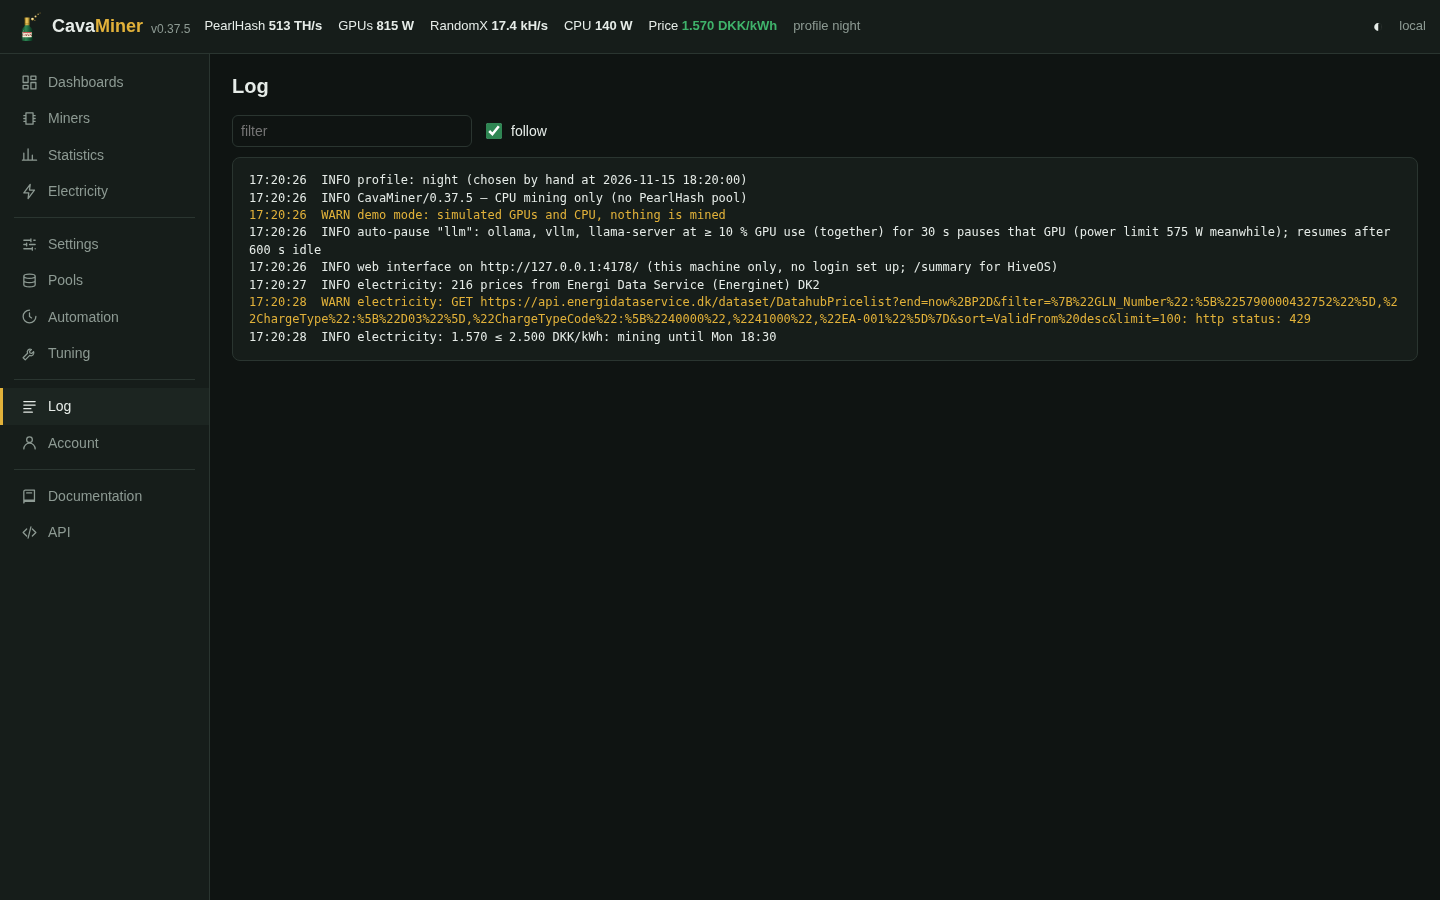 CavaMiner v0.37.5 PearlHash 513 TH/s GPUs 815 W RandomX 17.4 kH/s CPU 140 W Price 1.570 DKK/kWh profile night local
Dashboards
Miners
Statistics
Electricity
Settings
Pools
Automation
Tuning
Log
Account
Documentation
API
Log
filter
follow
17:20:26 INFO profile: night (chosen by hand at 2026-11-15 18:20:00)
17:20:26 INFO CavaMiner/0.37.5 — CPU mining only (no PearlHash pool)
17:20:26 WARN demo mode: simulated GPUs and CPU, nothing is mined
17:20:26 INFO auto-pause "llm": ollama, vllm, llama-server at ≥ 10 % GPU use (together) for 30 s pauses that GPU (power limit 575 W meanwhile); resumes after
600 s idle
17:20:26 INFO web interface on http://127.0.0.1:4178/ (this machine only, no login set up; /summary for HiveOS)
17:20:27 INFO electricity: 216 prices from Energi Data Service (Energinet) DK2
17:20:28 WARN electricity: GET https://api.energidataservice.dk/dataset/DatahubPricelist?end=now%2BP2D&filter=%7B%22GLN_Number%22:%5B%225790000432752%22%5D,%2
2ChargeType%22:%5B%22D03%22%5D,%22ChargeTypeCode%22:%5B%2240000%22,%2241000%22,%22EA-001%22%5D%7D&sort=ValidFrom%20desc&limit=100: http status: 429
17:20:28 INFO electricity: 1.570 ≤ 2.500 DKK/kWh: mining until Mon 18:30